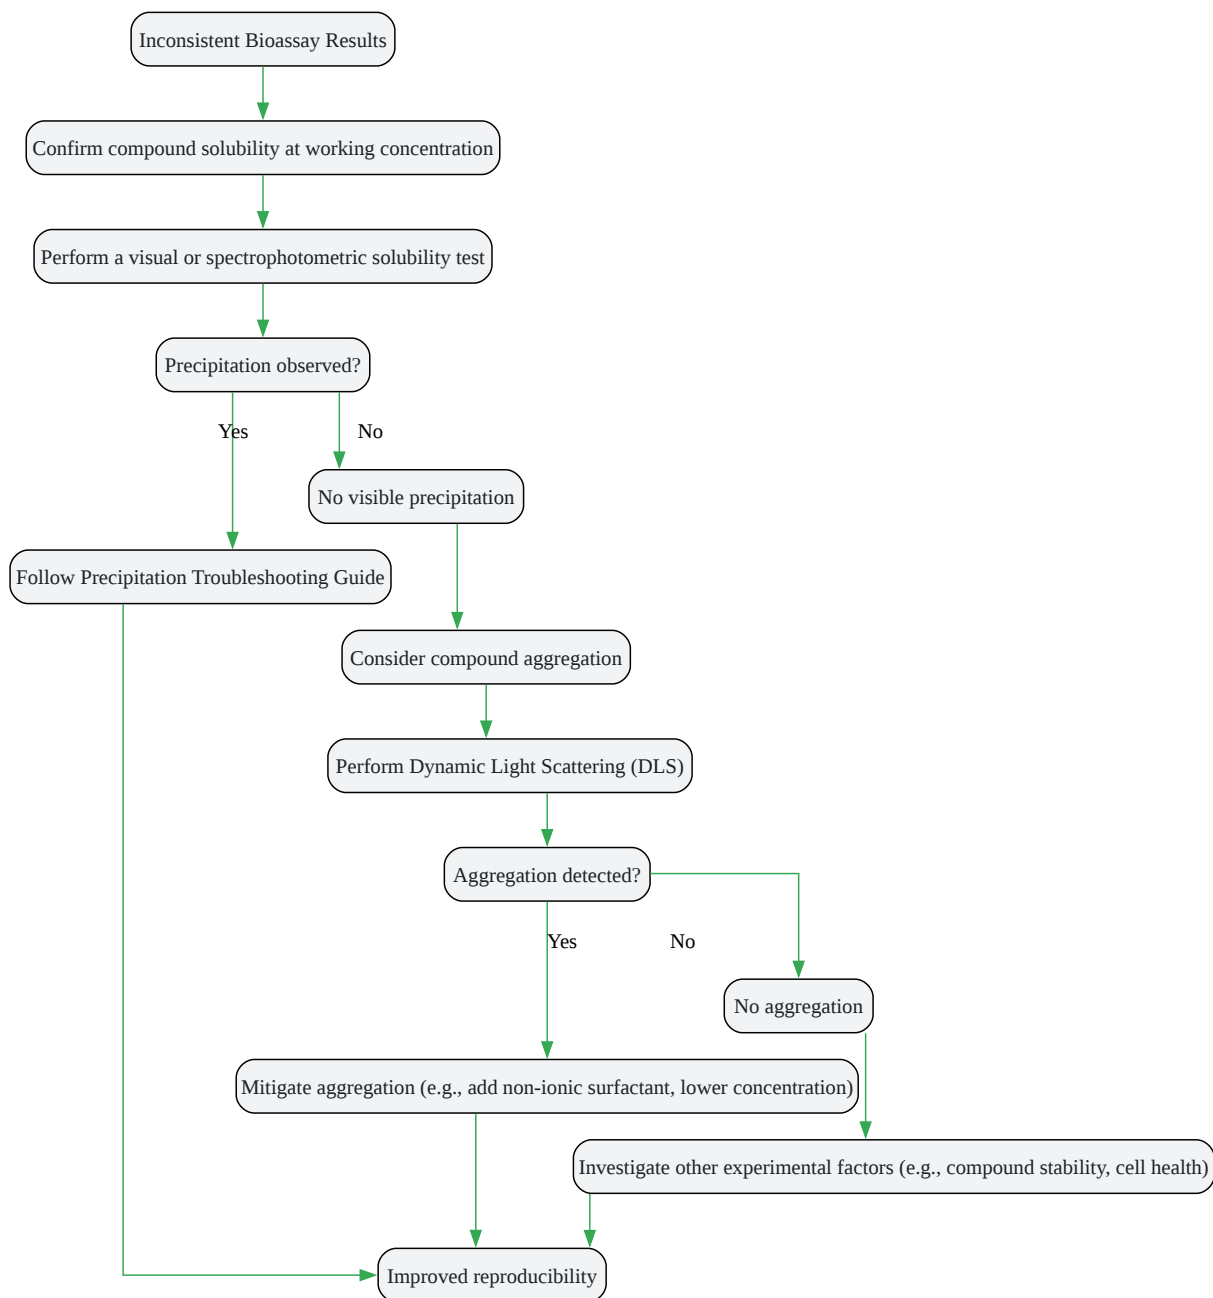 Inconsistent Bioassay Results
Confirm compound solubility at working concentration
Perform a visual or spectrophotometric solubility test
Precipitation observed?
Yes
No
No visible precipitation
Follow Precipitation Troubleshooting Guide
Consider compound aggregation
Perform Dynamic Light Scattering (DLS)
Aggregation detected?
Yes
No
No aggregation
Mitigate aggregation (e.g., add non-ionic surfactant, lower concentration)
Investigate other experimental factors (e.g., compound stability, cell health)
Improved reproducibility